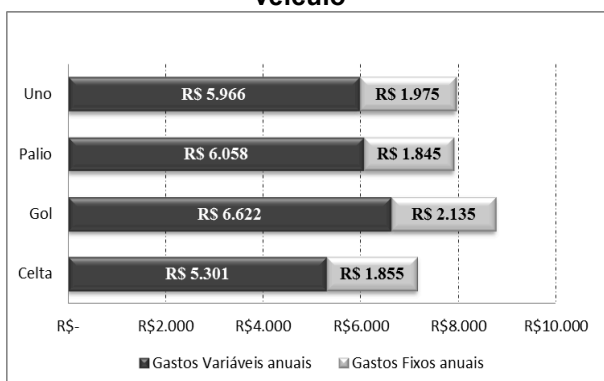 veículo
Uno R$ 5.966 R$ 1.975
Palio R$ 6.058 R$ 1.845
Gol R$ 6.622 R$ 2.135
Celta R$ 5.301 R$ 1.855
R$- R$2.000 R$4.000 R$6.000 R$8.000 R$10.000
Gastos Variáveis anuais Gastos Fixos anuais